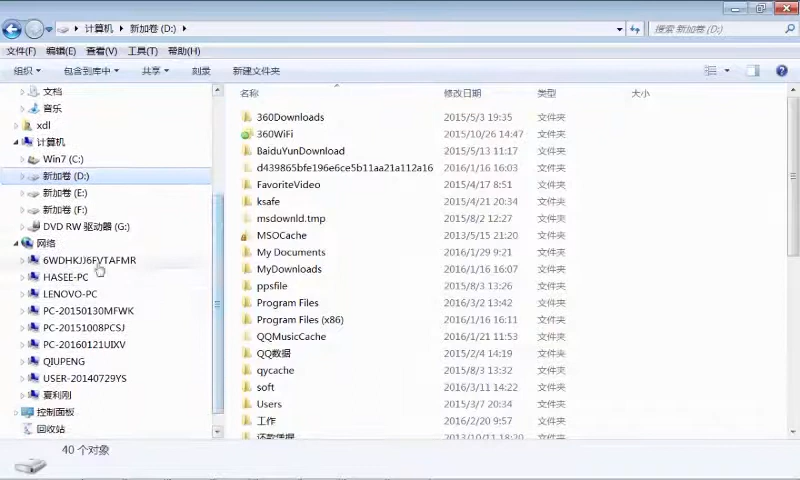 计算机 新加卷 (D:) 搜索 新加卷 (D:)
文件(F) 编辑(E) 查看(V) 工具(T) 帮助(H)
组织 包含到库中 共享 刻录 新建文件夹
名称 修改日期 类型 大小
文档
音乐
xdl
计算机
Win7 (C:)
新加卷 (D:)
新加卷 (E:)
新加卷 (F:)
DVD RW 驱动器 (G:)
网络
6WDHKJJ6FVTAFMR
HASEE-PC
LENOVO-PC
PC-20150130MFWK
PC-20151008PCSJ
PC-20160121UIXV
QIUPENG
USER-20140729YS
夏利刚
控制面板
回收站
360Downloads 2015/5/3 19:35 文件夹
360WiFi 2015/10/26 14:47 文件夹
BaiduYunDownload 2015/5/13 11:17 文件夹
d439865bfe196e6ce5b11aa21a112a16 2016/1/16 16:03 文件夹
FavoriteVideo 2015/4/17 8:51 文件夹
ksafe 2015/4/21 20:34 文件夹
msdownld.tmp 2015/8/2 12:27 文件夹
MSOCache 2013/5/15 21:20 文件夹
My Documents 2016/1/29 9:21 文件夹
MyDownloads 2016/1/16 16:07 文件夹
ppsfile 2015/8/3 13:26 文件夹
Program Files 2016/3/2 13:42 文件夹
Program Files (x86) 2016/1/16 16:11 文件夹
QQMusicCache 2016/1/21 11:53 文件夹
QQ数据 2015/2/4 14:19 文件夹
qycache 2015/8/3 13:32 文件夹
soft 2016/3/11 14:22 文件夹
Users 2015/3/7 20:34 文件夹
工作 2016/2/20 9:57 文件夹
还款凭据 2013/10/11 18:20 文件夹
40 个对象